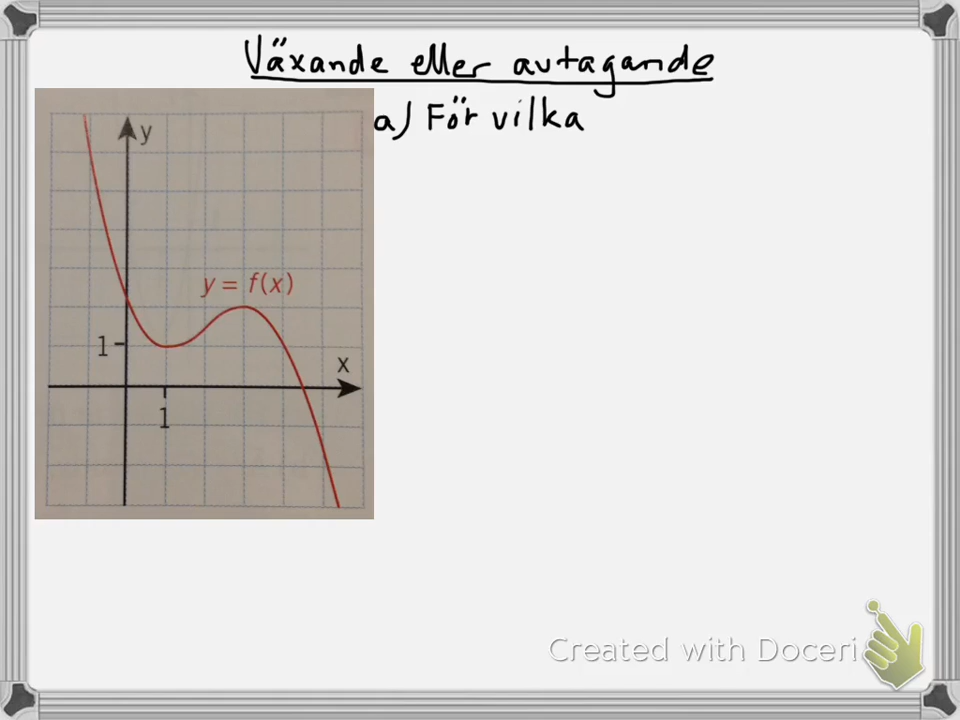 Växande eller avtagande
a) För vilka
y
y = f(x)
1
x
1
Created with Doceri